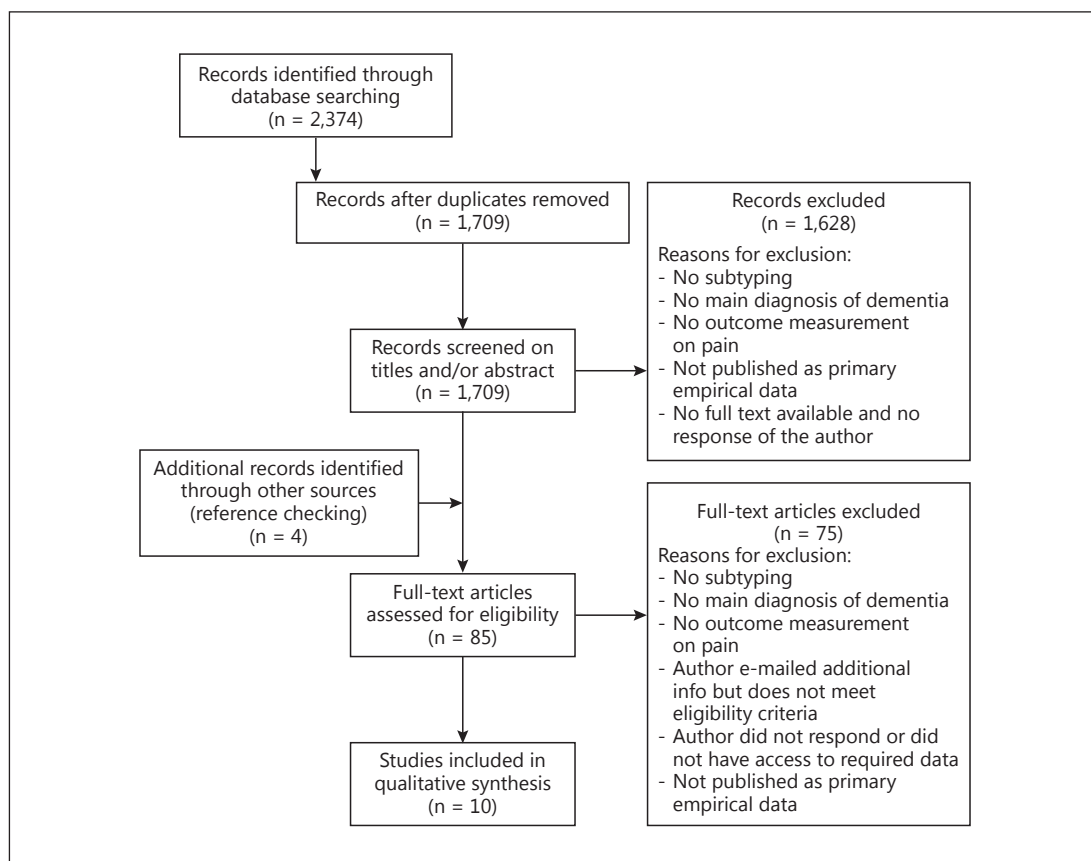 Records identified through
database searching
(n = 2,374)
Records after duplicates removed
(n = 1,709)
Records excluded
(n = 1,628)
Reasons for exclusion:
- No subtyping
- No main diagnosis of dementia
- No outcome measurement
on pain
- Not published as primary
empirical data
- No full text available and no
response of the author
Records screened on
titles and/or abstract
(n = 1,709)
Additional records identified
through other sources
(reference checking)
(n = 4)
Full-text articles
assessed for eligibility
(n = 85)
Full-text articles excluded
(n = 75)
Reasons for exclusion:
- No subtyping
- No main diagnosis of dementia
- No outcome measurement
on pain
- Author e-mailed additional
info but does not meet
eligibility criteria
- Author did not respond or did
not have access to required data
- Not published as primary
empirical data
Studies included in
qualitative synthesis
(n = 10)